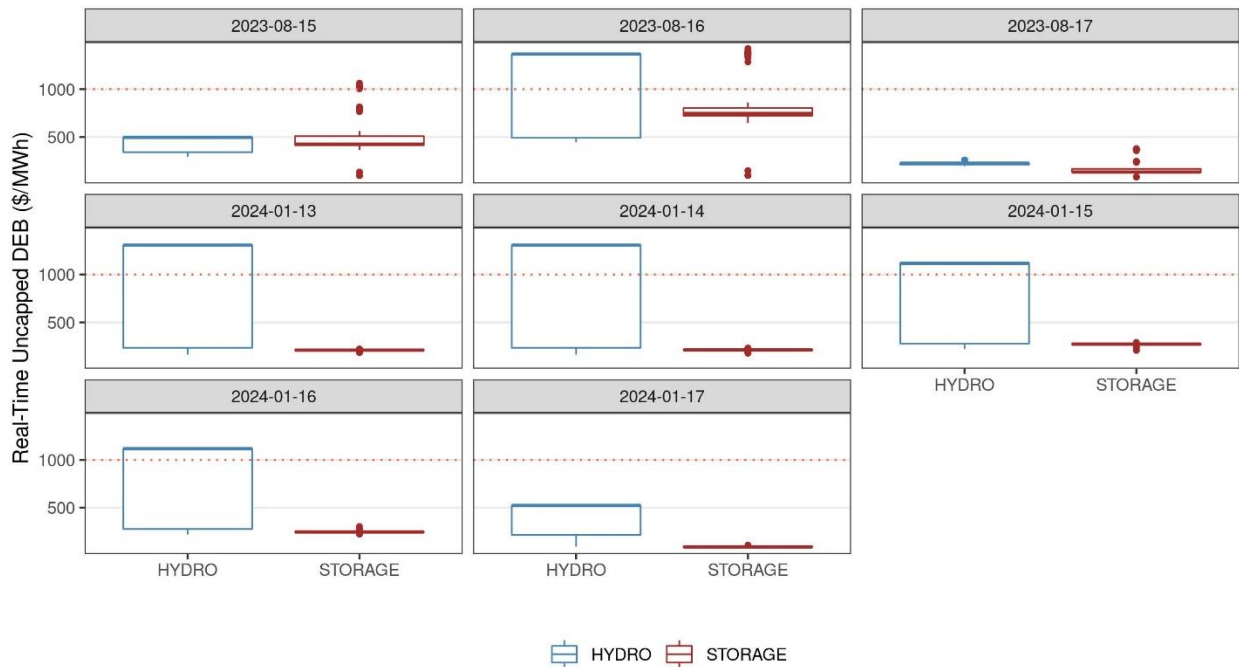 2023-08-15 2023-08-16 2023-08-17
1000
500
2024-01-13 2024-01-14 2024-01-15
1000
500
HYDRO STORAGE
2024-01-16 2024-01-17
1000
500
HYDRO STORAGE HYDRO STORAGE
Real-Time Uncapped DEB ($/MWh)
HYDRO STORAGE